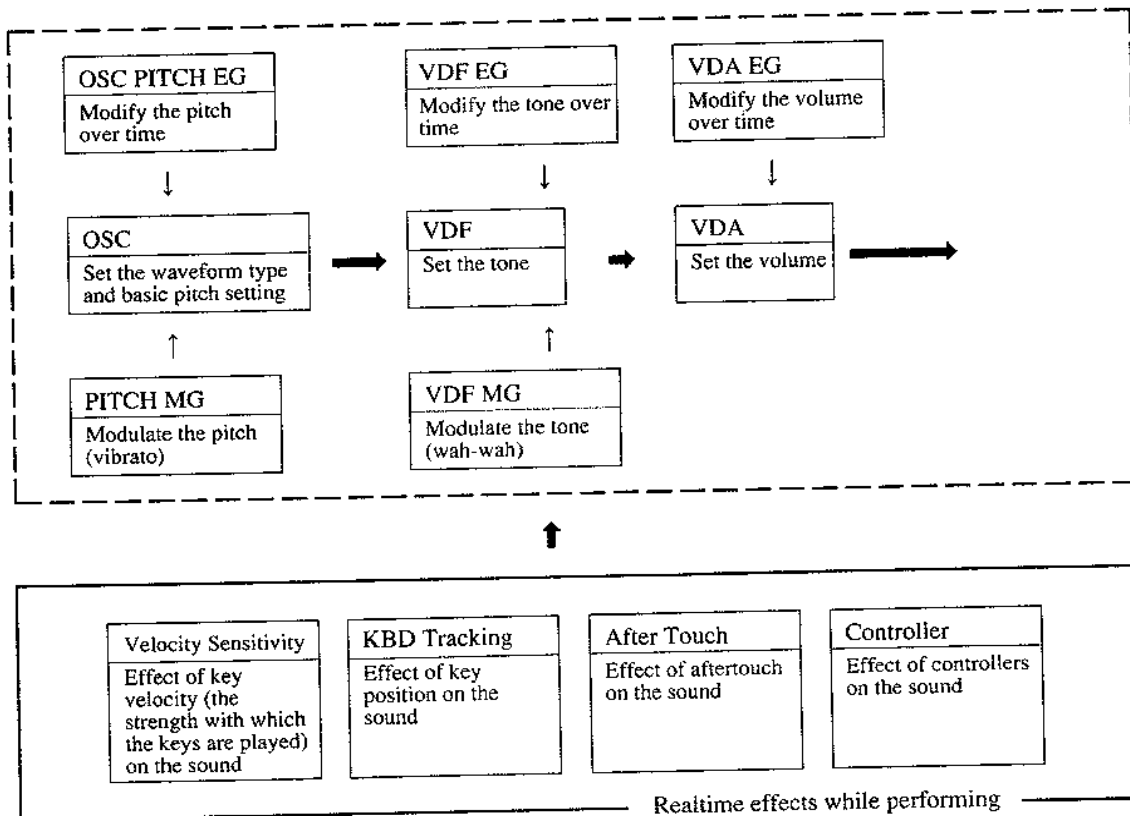 OSC PITCH EG
Modify the pitch
over time
VDF EG
Modify the tone over
time
VDA EG
Modify the volume
over time
OSC
Set the waveform type
and basic pitch setting
VDF
Set the tone
VDA
Set the volume
PITCH MG
Modulate the pitch
(vibrato)
VDF MG
Modulate the tone
(wah-wah)
Velocity Sensitivity
Effect of key
velocity (the
strength with which
the keys are played)
on the sound
KBD Tracking
Effect of key
position on the
sound
After Touch
Effect of aftertouch
on the sound
Controller
Effect of controllers
on the sound
Realtime effects while performing